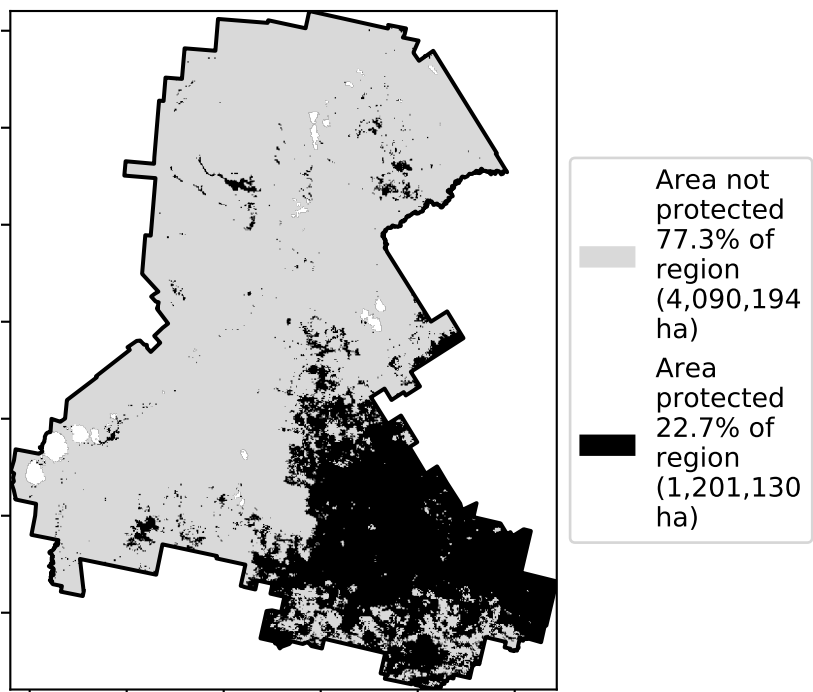 Area not
protected
77.3% of
region
(4,090,194
ha)
Area
protected
22.7% of
region
(1,201,130
ha)